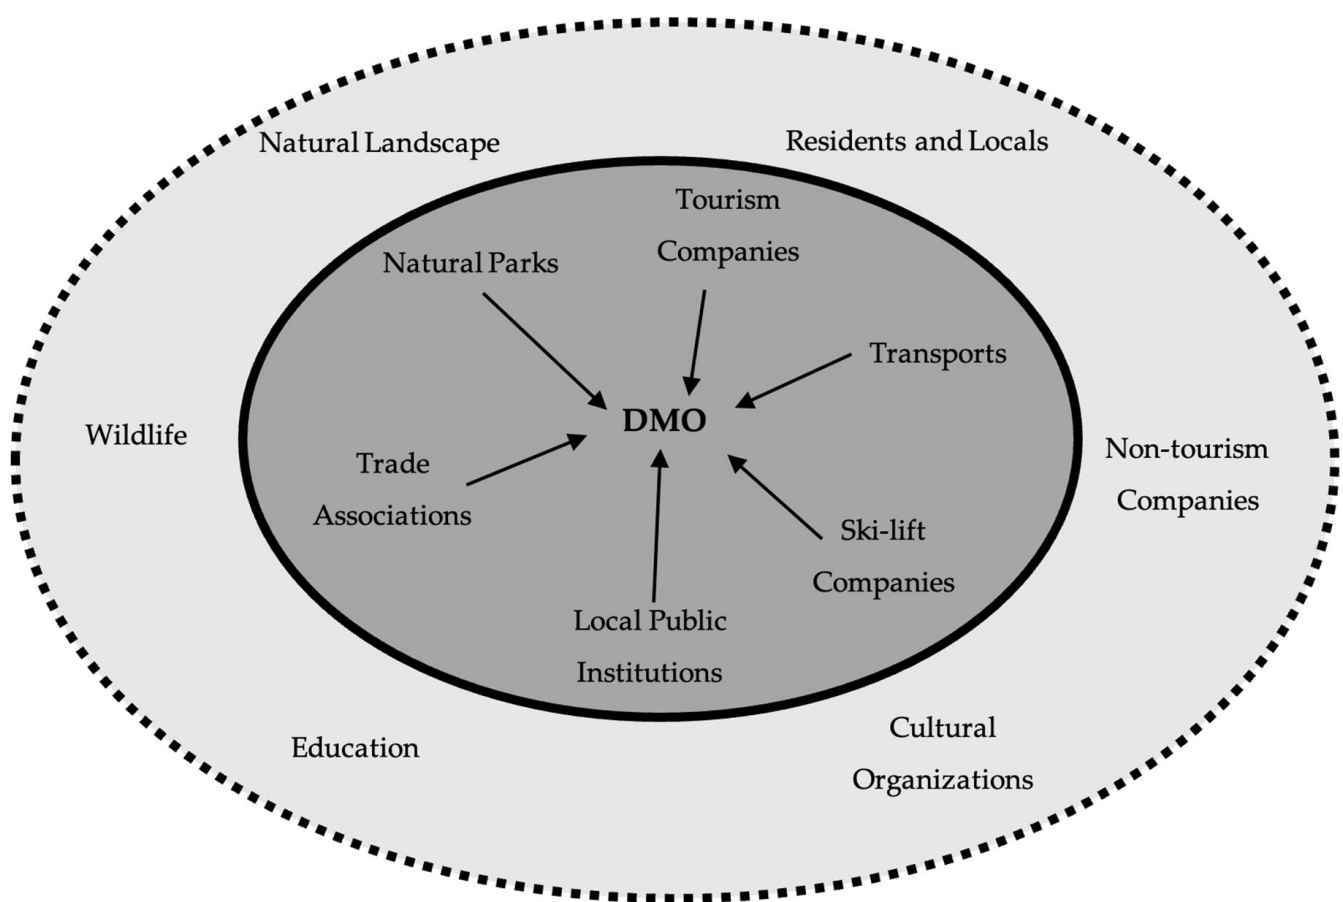 Natural Landscape
Residents and Locals
Tourism
Companies
Natural Parks
Transports
DMO
Wildlife
Trade
Associations
Non-tourism
Companies
Ski-lift
Companies
Local Public
Institutions
Education
Cultural
Organizations